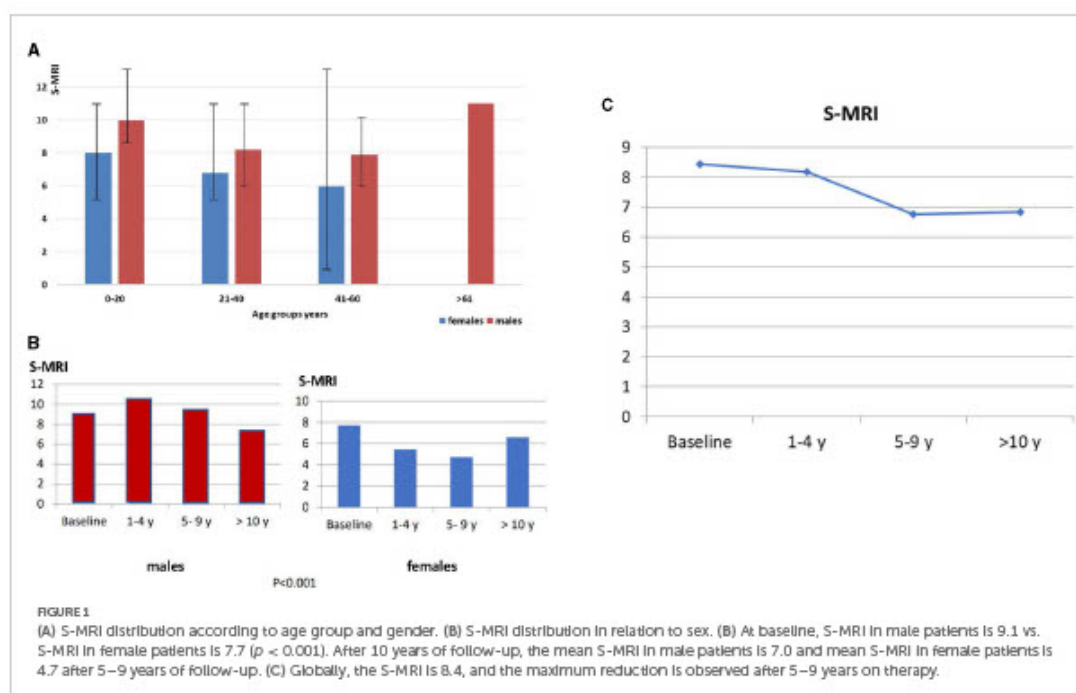 A
S-MRI
12
10
8
6
4
2
0
0-20
21-40
41-60
>61
Age groups years
females
males
B
S-MRI
12
10
8
6
4
2
0
Baseline
1-4 y
5- 9 y
> 10 y
males
S-MRI
10
8
6
4
2
0
Baseline
1-4 y
5- 9 y
> 10 y
females
P<0.001
C
S-MRI
9
8
7
6
5
4
3
2
1
0
Baseline
1-4 y
5-9 y
>10 y
FIGURE 1
(A) S-MRI distribution according to age group and gender. (B) S-MRI distribution in relation to sex. (B) At baseline, S-MRI in male patients is 9.1 vs.
S-MRI in female patients is 7.7 (p < 0.001). After 10 years of follow-up, the mean S-MRI in male patients is 7.0 and mean S-MRI in female patients is
4.7 after 5–9 years of follow-up. (C) Globally, the S-MRI is 8.4, and the maximum reduction is observed after 5–9 years on therapy.